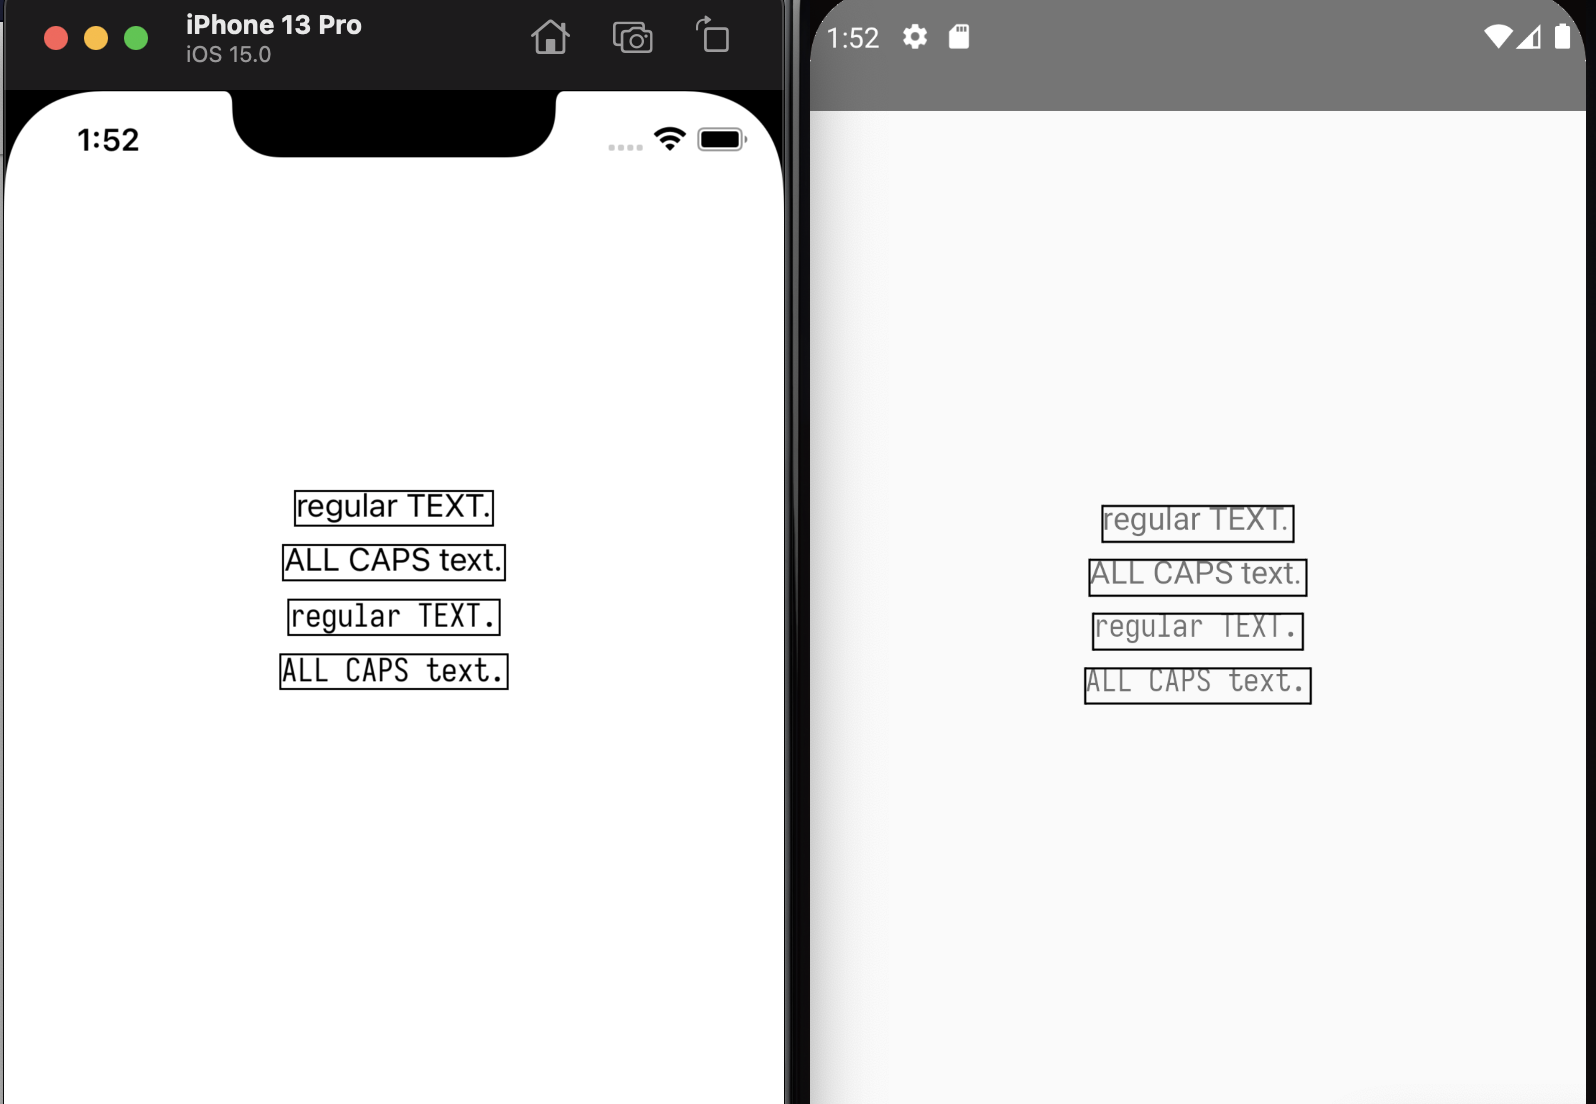 iPhone 13 Pro
iOS 15.0
1:52
regular TEXT.
ALL CAPS text.
regular TEXT.
ALL CAPS text.
1:52
regular TEXT.
ALL CAPS text.
regular TEXT.
ALL CAPS text.